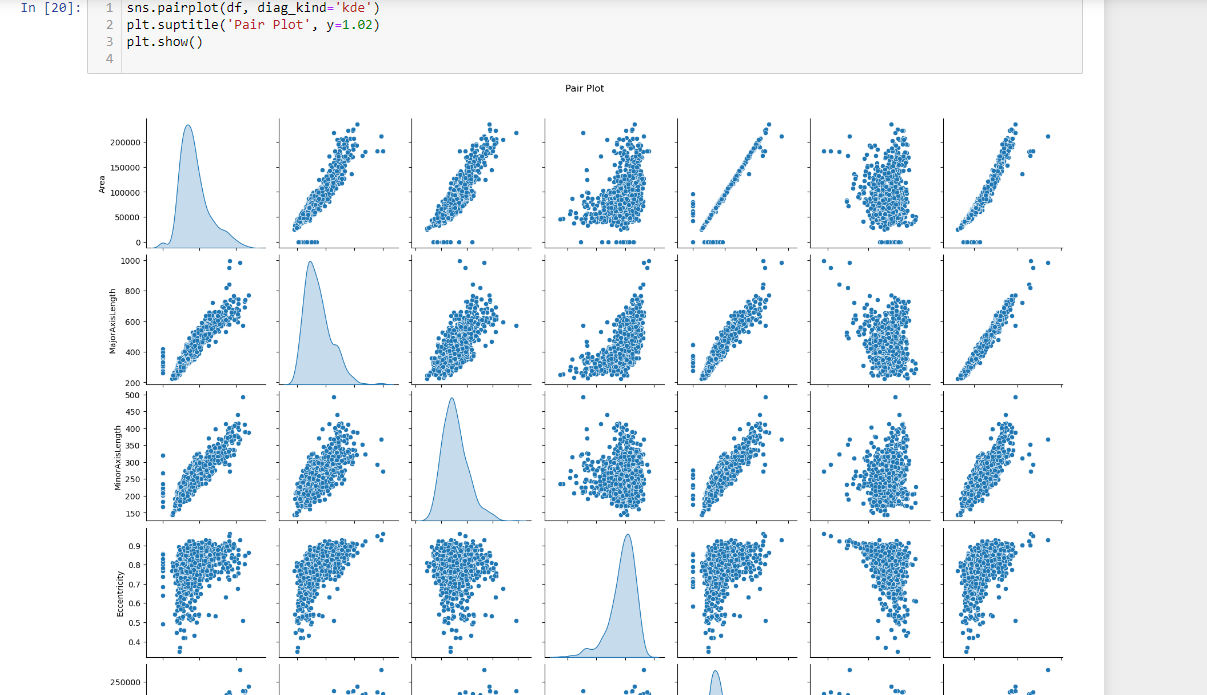 In [20]:
1 sns.pairplot(df, diag_kind='kde')
2 plt.suptitle('Pair Plot', y=1.02)
3 plt.show()
4
Pair Plot
200000
150000
100000
50000
0
Area
1000
800
600
400
200
MajorAxisLength
500
450
400
350
300
250
200
150
MinorAxisLength
0.9
0.8
0.7
0.6
0.5
0.4
Eccentricity
250000